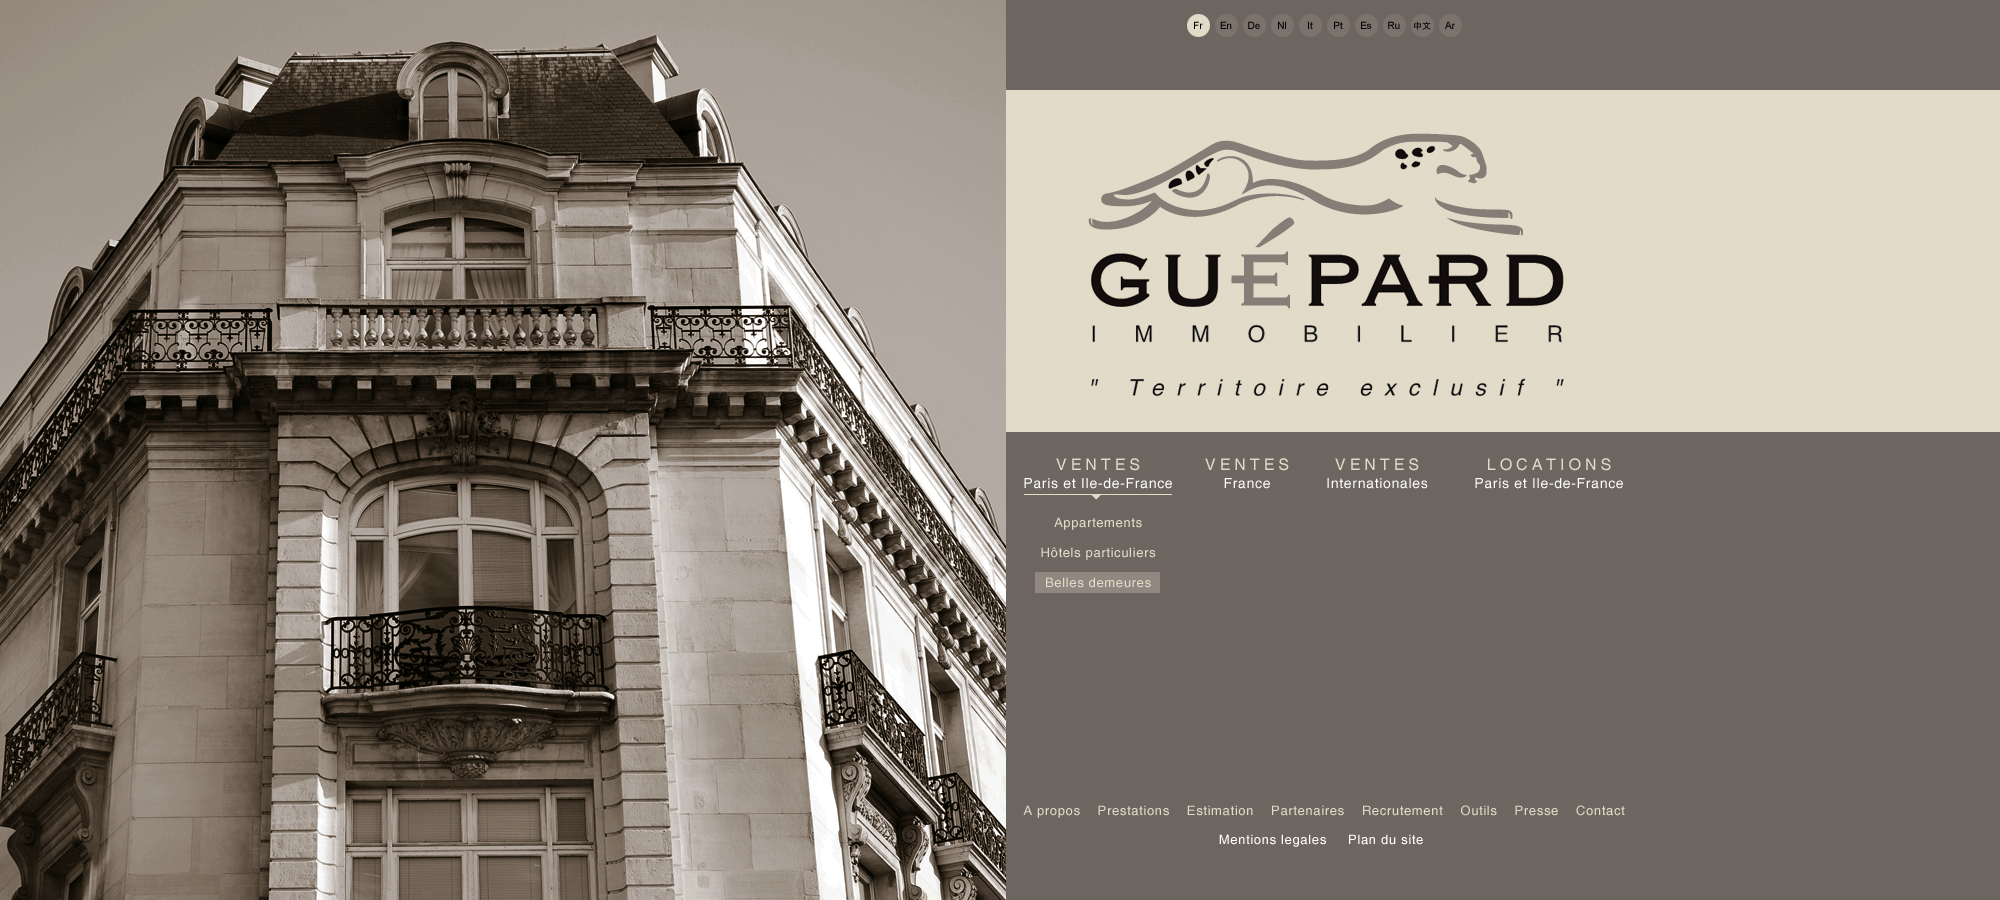 Fr En De Nl It Pt Es Ru 中文 Ar
GUÉPARD
IMMOBILIER
" Territoire exclusif "
VENTES VENTES VENTES LOCATIONS
Paris et Ile-de-France France Internationales Paris et Ile-de-France
Appartements
Hôtels particuliers
Belles demeures
A propos Prestations Estimation Partenaires Recrutement Outils Presse Contact
Mentions legales Plan du site